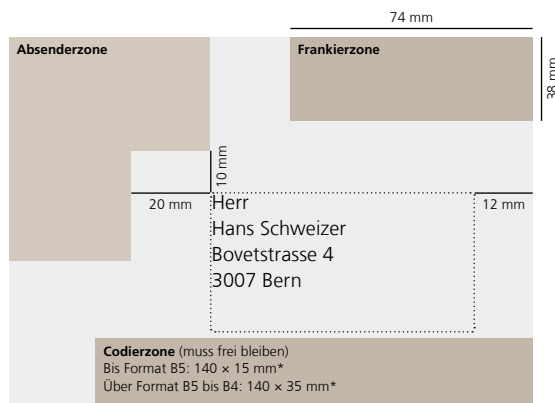 74 mm
Absenderzone
Frankierzone
38 mm
10 mm
20 mm
12 mm
Herr
Hans Schweizer
Bovetstrasse 4
3007 Bern
Codierzone (muss frei bleiben)
Bis Format B5: 140 × 15 mm*
Über Format B5 bis B4: 140 × 35 mm*